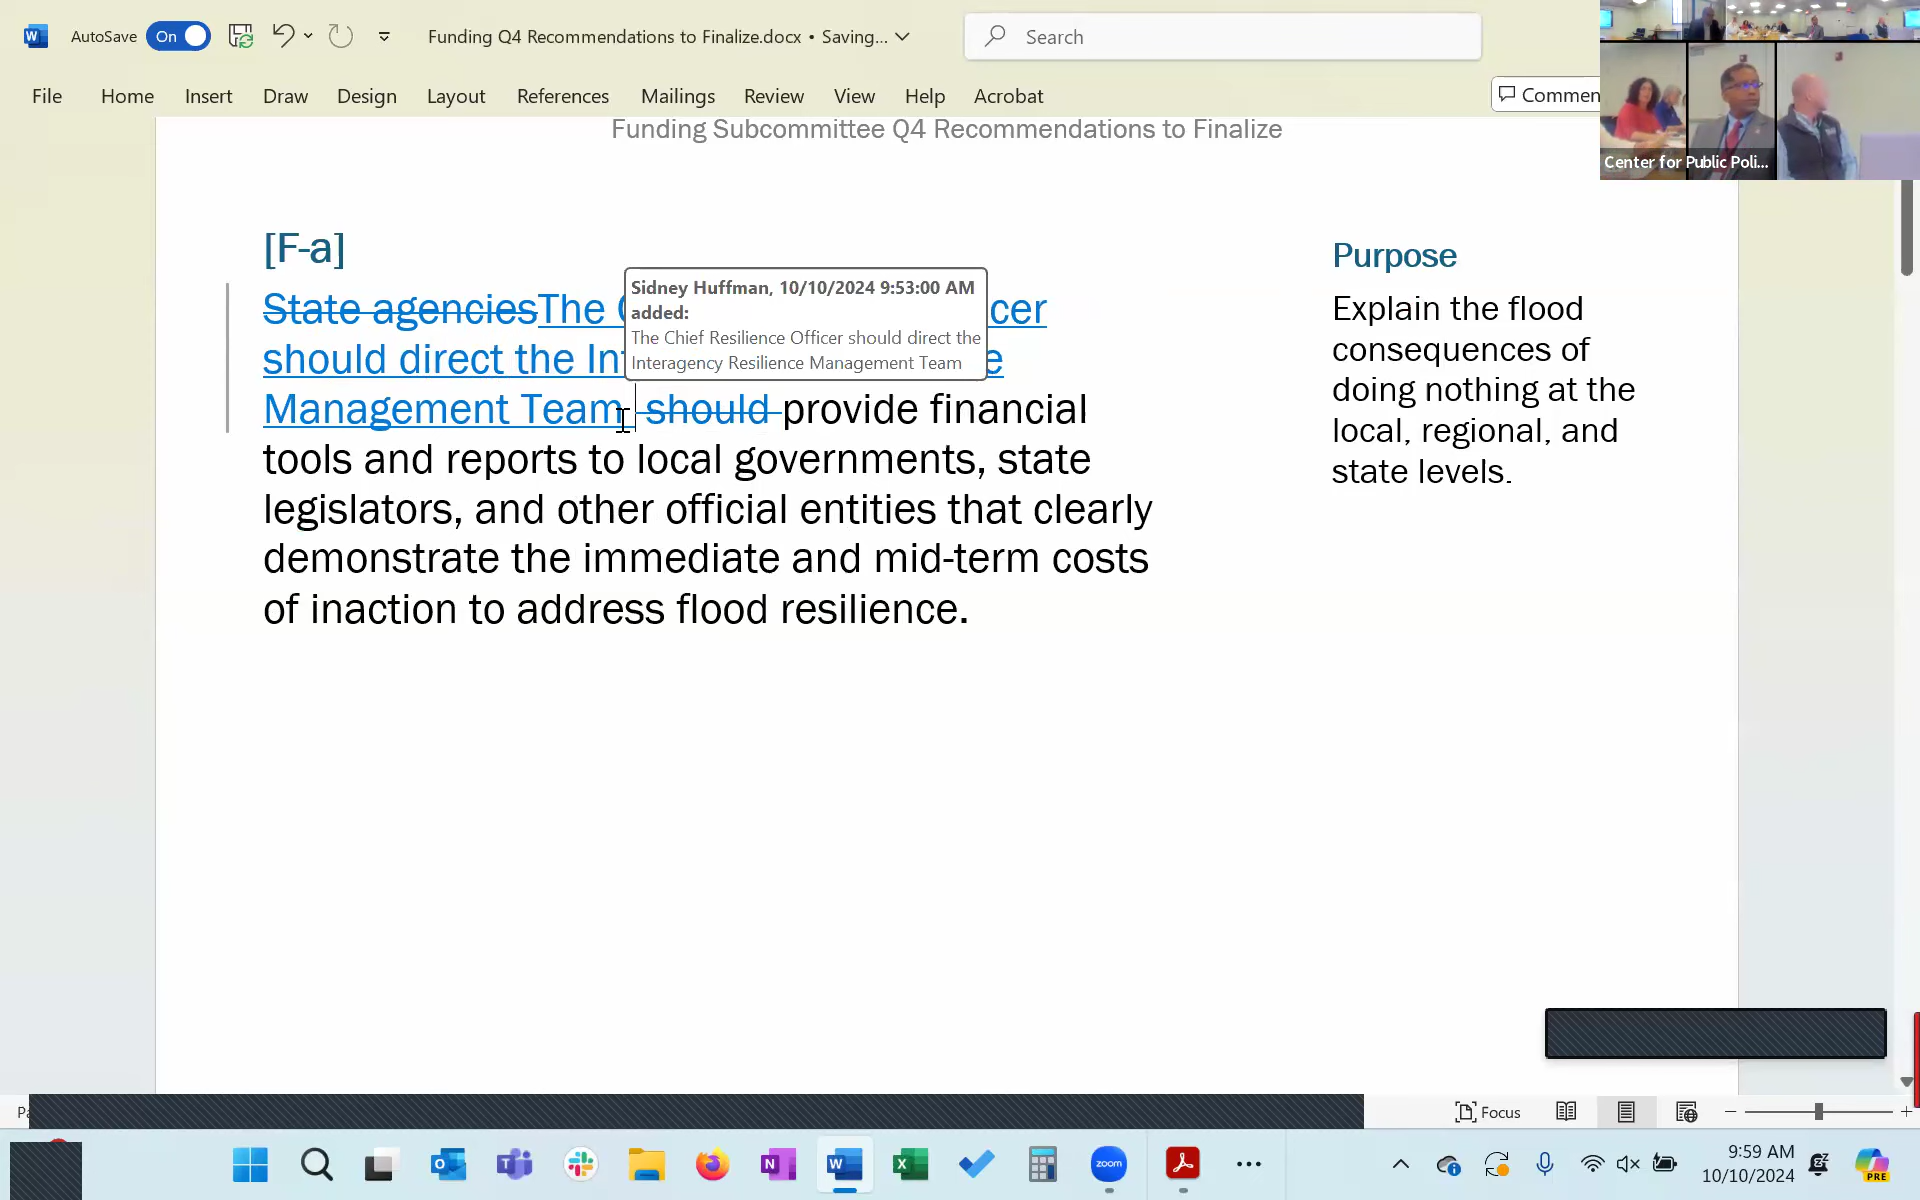 AutoSave On Funding Q4 Recommendations to Finalize.docx • Saving... Search
File Home Insert Draw Design Layout References Mailings Review View Help Acrobat Commen
Center for Public Poli...
Funding Subcommittee Q4 Recommendations to Finalize
[F-a]
State agenciesThe C cer
should direct the Int e
Management Team should provide financial
tools and reports to local governments, state
legislators, and other official entities that clearly
demonstrate the immediate and mid-term costs
of inaction to address flood resilience.
Sidney Huffman, 10/10/2024 9:53:00 AM
added:
The Chief Resilience Officer should direct the
Interagency Resilience Management Team
Purpose
Explain the flood
consequences of
doing nothing at the
local, regional, and
state levels.
Focus
zoom
9:59 AM
10/10/2024
PRE